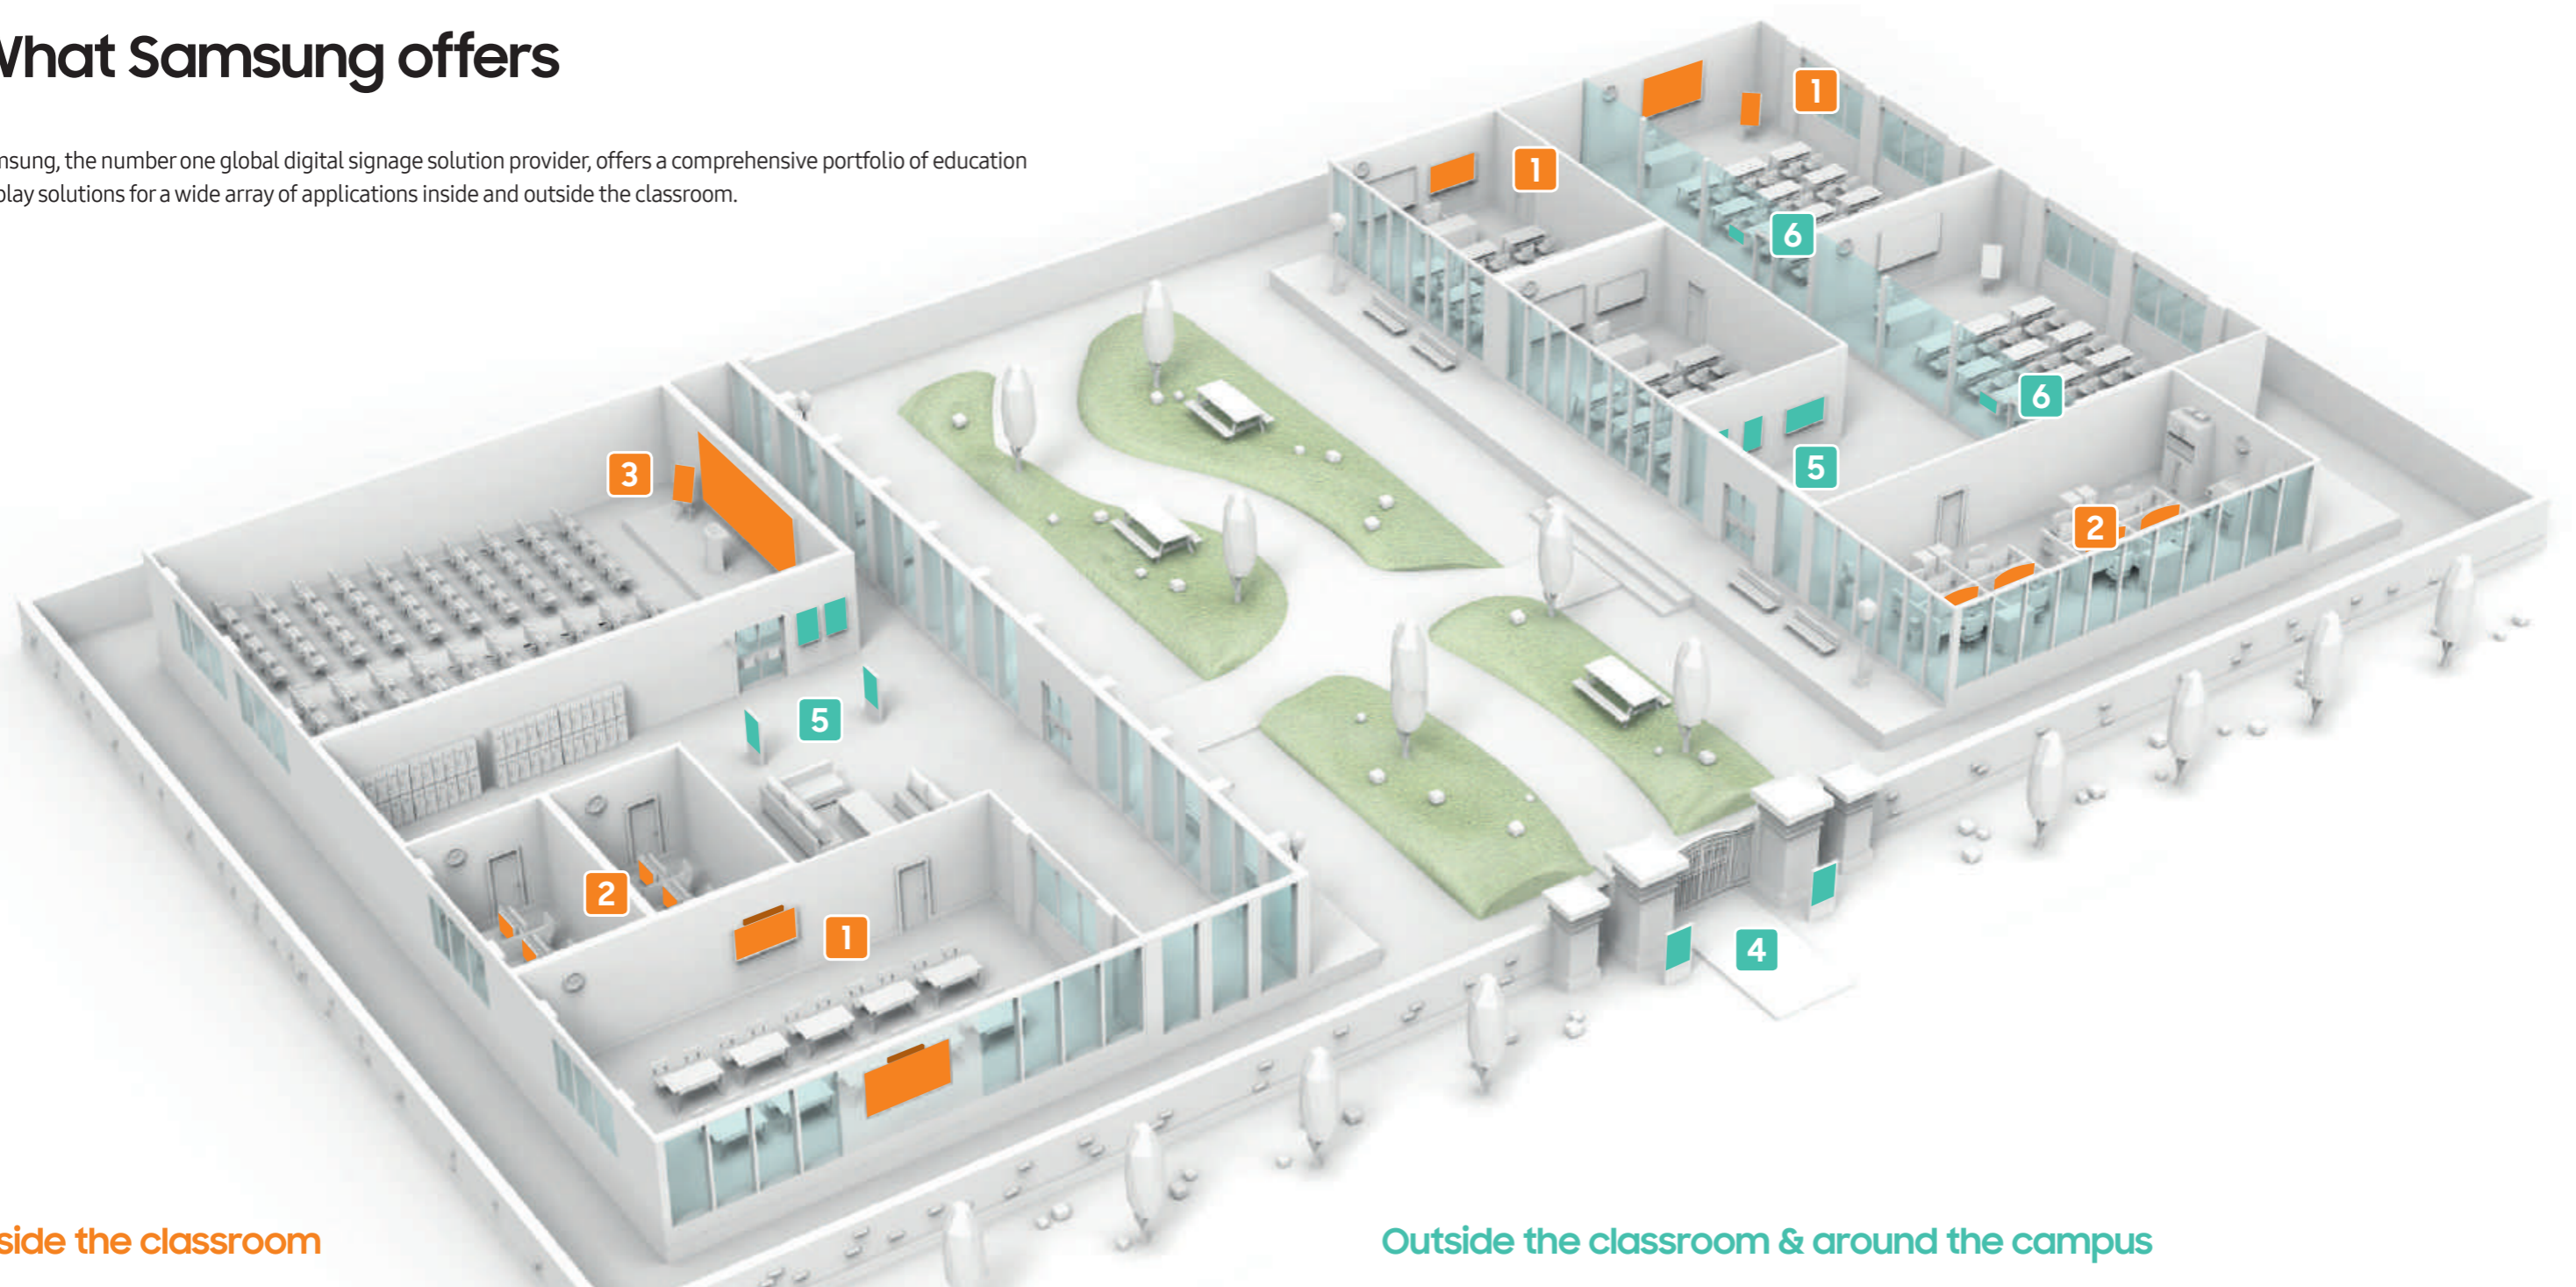 What Samsung offers
msung, the number one global digital signage solution provider, offers a comprehensive portfolio of education
play solutions for a wide array of applications inside and outside the classroom.
1
1
6
6
3
5
2
5
2
1
4
side the classroom
Outside the classroom & around the campus